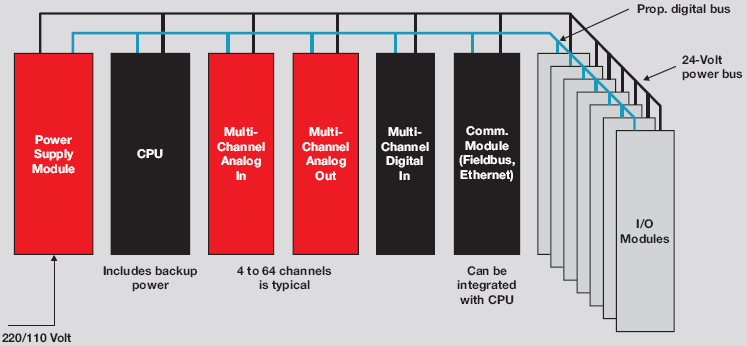 Prop. digital bus
24-Volt
power bus
Power
Supply
Module
CPU
Multi-
Channel
Analog
In
Multi-
Channel
Analog
Out
Multi-
Channel
Digital
In
Comm.
Module
(Fieldbus,
Ethernet)
I/O
Modules
Includes backup
power
4 to 64 channels
is typical
Can be
integrated
with CPU
220/110 Volt